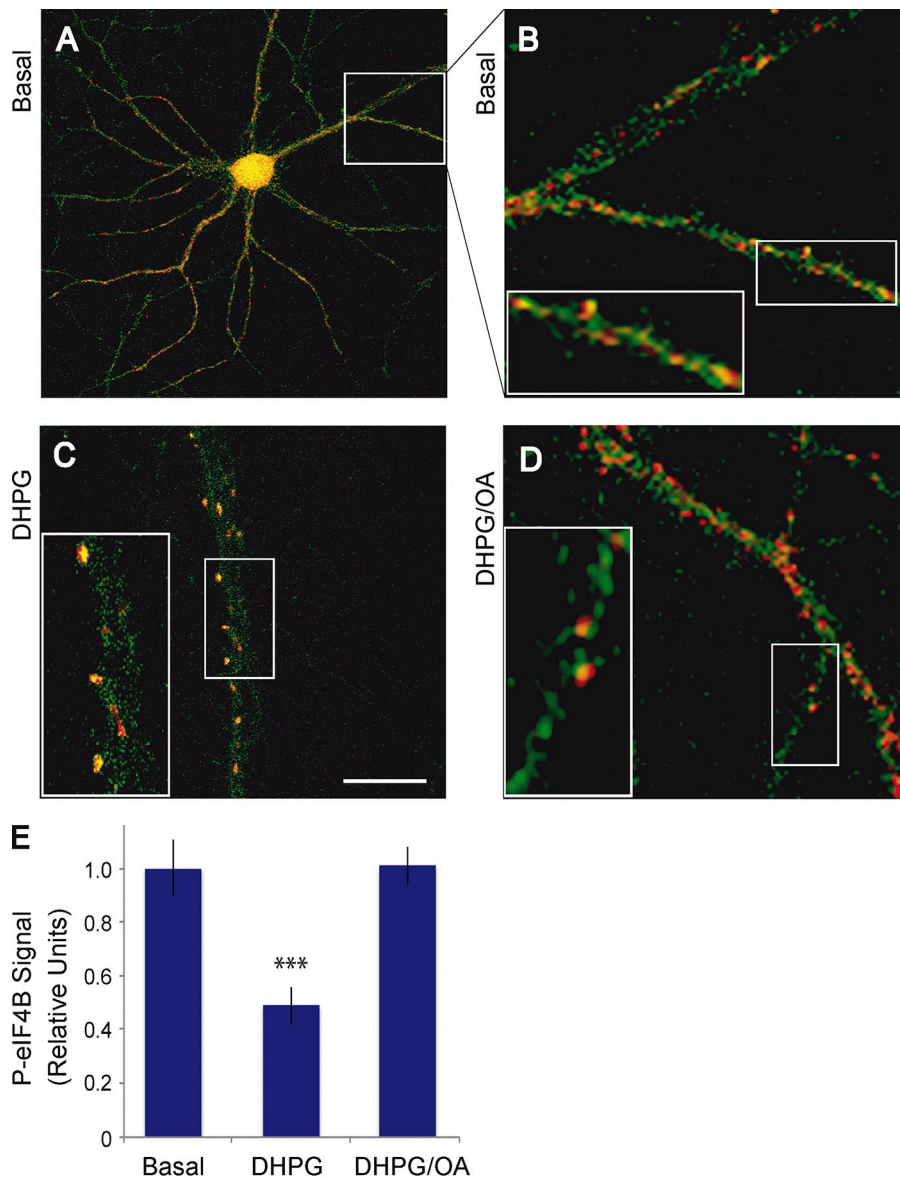 A
Basal
B
Basal
C
DHPG
D
DHPG/OA
E
P-eIF4B Signal
(Relative Units)
1.0
0.8
0.6
0.4
0.2
0
***
Basal
DHPG
DHPG/OA